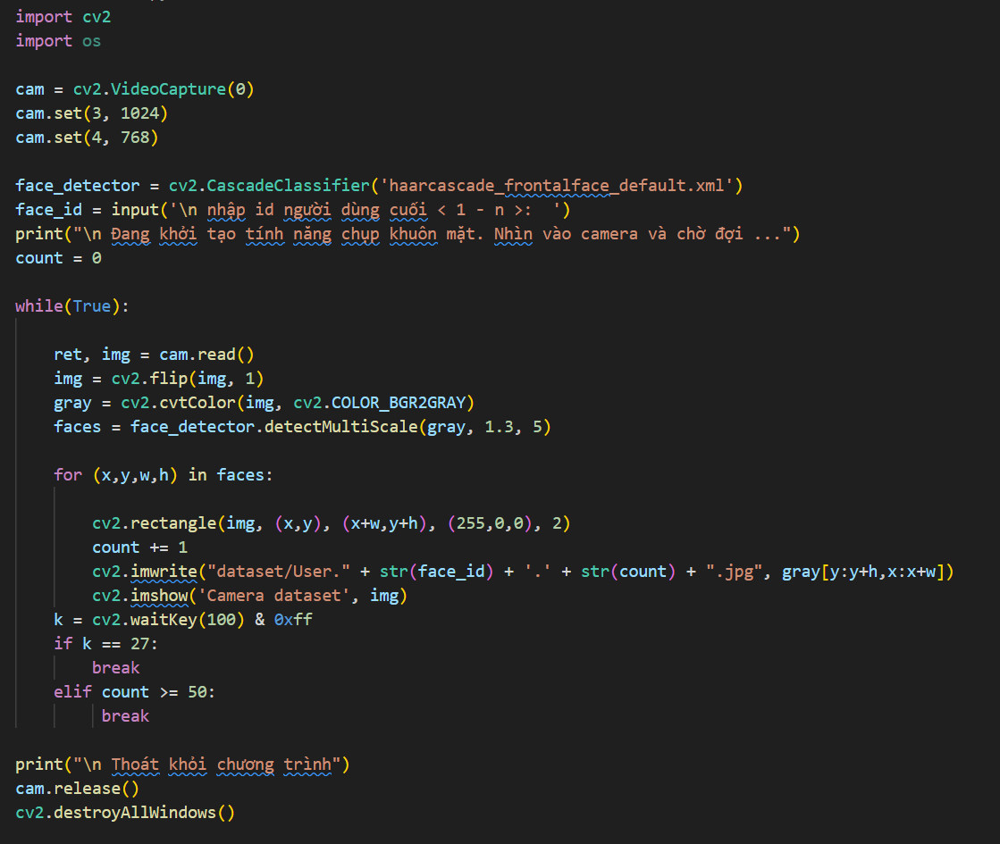 import cv2
import os
cam = cv2.VideoCapture(0)
cam.set(3, 1024)
cam.set(4, 768)
face_detector = cv2.CascadeClassifier('haarcascade_frontalface_default.xml')
face_id = input('\n nhập id người dùng cuối < 1 - n >:  ')
print("\n Đang khởi tạo tính năng chụp khuôn mặt. Nhìn vào camera và chờ đợi ...")
count = 0
while(True):
    ret, img = cam.read()
    img = cv2.flip(img, 1)
    gray = cv2.cvtColor(img, cv2.COLOR_BGR2GRAY)
    faces = face_detector.detectMultiScale(gray, 1.3, 5)
    for (x,y,w,h) in faces:
        cv2.rectangle(img, (x,y), (x+w,y+h), (255,0,0), 2)
        count += 1
        cv2.imwrite("dataset/User." + str(face_id) + '.' + str(count) + ".jpg", gray[y:y+h,x:x+w])
        cv2.imshow('Camera dataset', img)
    k = cv2.waitKey(100) & 0xff
    if k == 27:
        break
    elif count >= 50:
         break
print("\n Thoát khỏi chương trình")
cam.release()
cv2.destroyAllWindows()